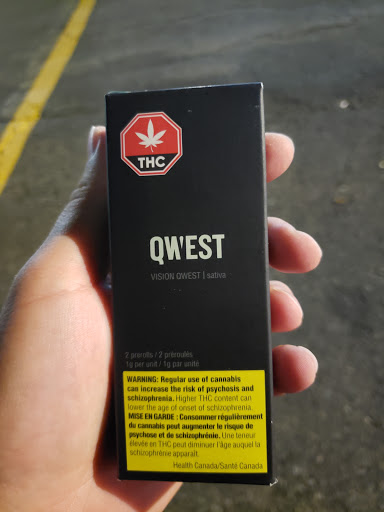 THC
QWEST
VISION QWEST | sativa
2 prerolls / 2 préroulés
1g per unit / 1g par unité
WARNING: Regular use of cannabis
can increase the risk of psychosis and
schizophrenia. Higher THC content can
lower the age of onset of schizophrenia.
MISE EN GARDE : Consommer régulièrement
du cannabis peut augmenter le risque de
psychose et de schizophrénie. Une teneur
élevée en THC peut diminuer l'âge auquel la
schizophrénie apparaît.
Health Canada/Santé Canada